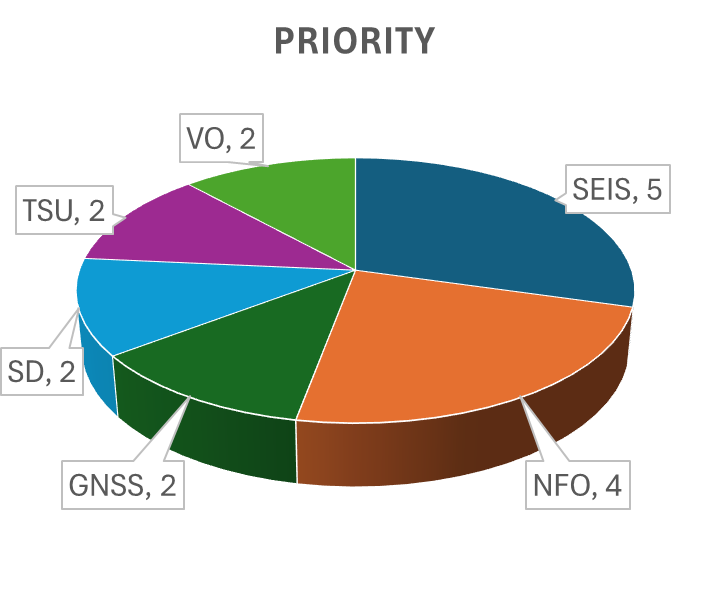 PRIORITY
VO, 2
SEIS, 5
TSU, 2
SD, 2
GNSS, 2
NFO, 4